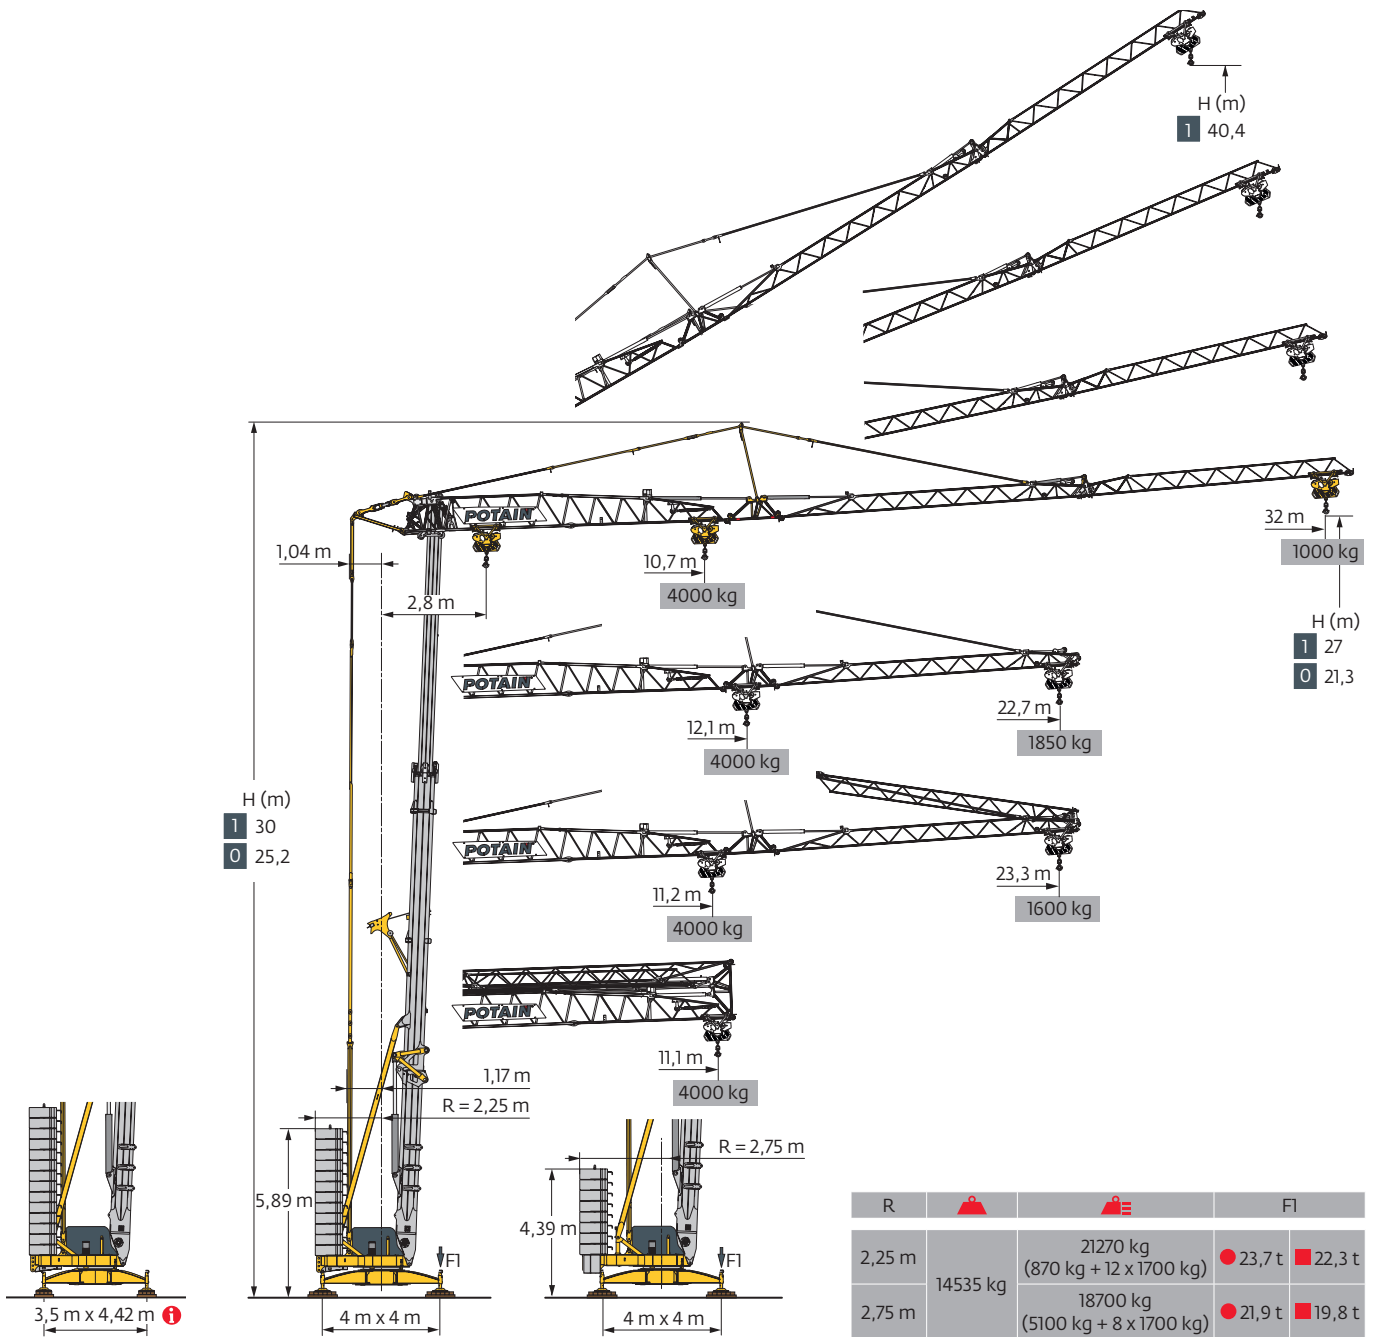 H (m)
1 40,4
POTAIN
1,04 m
2,8 m
10,7 m
4000 kg
32 m
1000 kg
H (m)
1 27
0 21,3
POTAIN
12,1 m
4000 kg
22,7 m
1850 kg
H (m)
1 30
0 25,2
POTAIN
11,2 m
4000 kg
23,3 m
1600 kg
POTAIN
11,1 m
4000 kg
1,17 m
R = 2,25 m
R = 2,75 m
5,89 m
4,39 m
F1
F1
3,5 m x 4,42 m i
4 m x 4 m
4 m x 4 m
R F1
2,25 m 14535 kg 21270 kg (870 kg + 12 x 1700 kg) 23,7 t 22,3 t
2,75 m 18700 kg (5100 kg + 8 x 1700 kg) 21,9 t 19,8 t